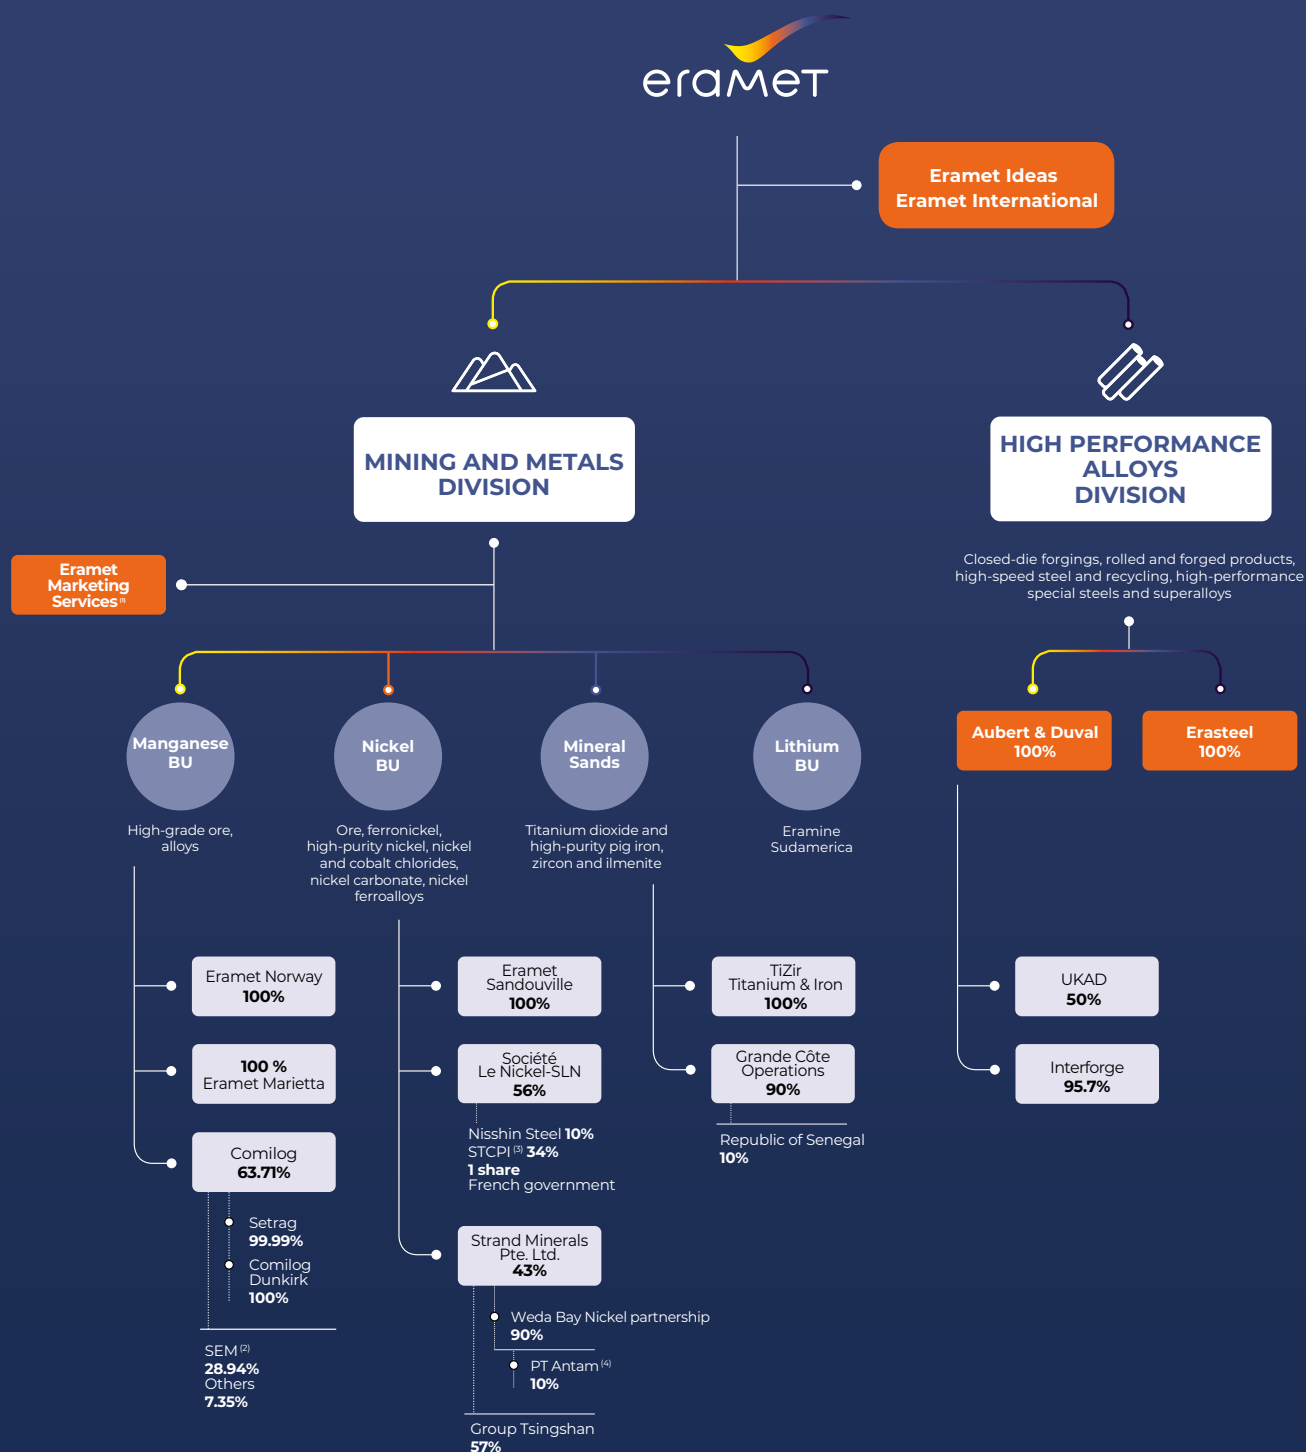 eramet
Eramet Ideas
Eramet International
MINING AND METALS
DIVISION
HIGH PERFORMANCE
ALLOYS
DIVISION
Closed-die forgings, rolled and forged products,
high-speed steel and recycling, high-performance
special steels and superalloys
Eramet
Marketing
Services (1)
Manganese
BU
High-grade ore,
alloys
Eramet Norway
100%
100 %
Eramet Marietta
Comilog
63.71%
Setrag
99.99%
Comilog
Dunkirk
100%
SEM (2)
28.94%
Others
7.35%
Nickel
BU
Ore, ferronickel,
high-purity nickel, nickel
and cobalt chlorides,
nickel carbonate, nickel
ferroalloys
Eramet
Sandouville
100%
Société
Le Nickel-SLN
56%
Nisshin Steel 10%
STCPI (3) 34%
1 share
French government
Strand Minerals
Pte. Ltd.
43%
Weda Bay Nickel partnership
90%
PT Antam (4)
10%
Group Tsingshan
57%
Mineral
Sands
Titanium dioxide and
high-purity pig iron,
zircon and ilmenite
TiZir
Titanium & Iron
100%
Grande Côte
Operations
90%
Republic of Senegal
10%
Lithium
BU
Eramine
Sudamerica
Aubert & Duval
100%
Erasteel
100%
UKAD
50%
Interforge
95.7%